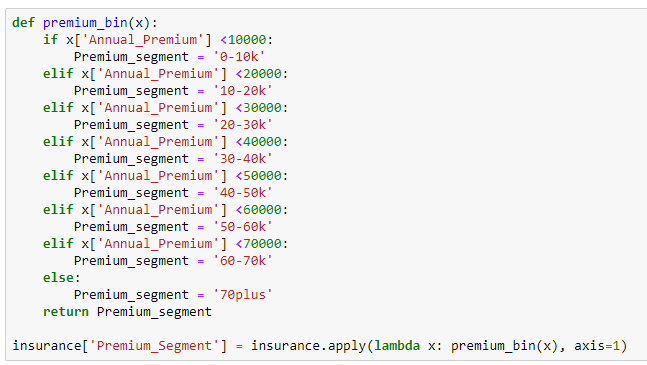 def premium_bin(x):
    if x['Annual_Premium'] <10000:
        Premium_segment = '0-10k'
    elif x['Annual_Premium'] <20000:
        Premium_segment = '10-20k'
    elif x['Annual_Premium'] <30000:
        Premium_segment = '20-30k'
    elif x['Annual_Premium'] <40000:
        Premium_segment = '30-40k'
    elif x['Annual_Premium'] <50000:
        Premium_segment = '40-50k'
    elif x['Annual_Premium'] <60000:
        Premium_segment = '50-60k'
    elif x['Annual_Premium'] <70000:
        Premium_segment = '60-70k'
    else:
        Premium_segment = '70plus'
    return Premium_segment

insurance['Premium_Segment'] = insurance.apply(lambda x: premium_bin(x), axis=1)